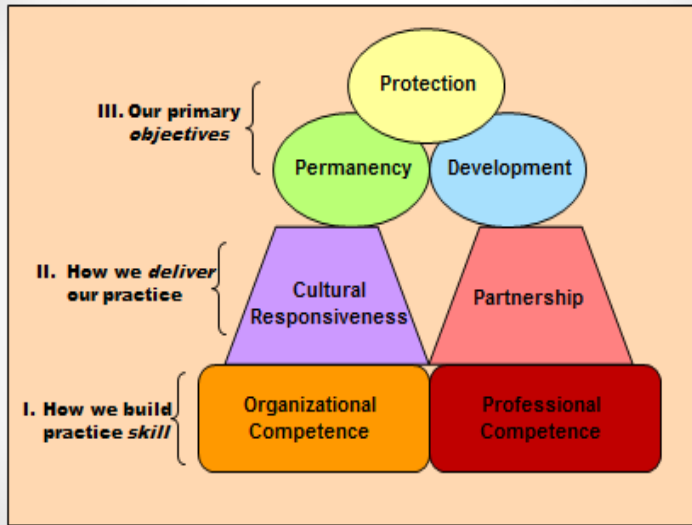 Protection
III. Our primary
objectives
Permanency
Development
II. How we deliver
our practice
Cultural
Responsiveness
Partnership
I. How we build
practice skill
Organizational
Competence
Professional
Competence